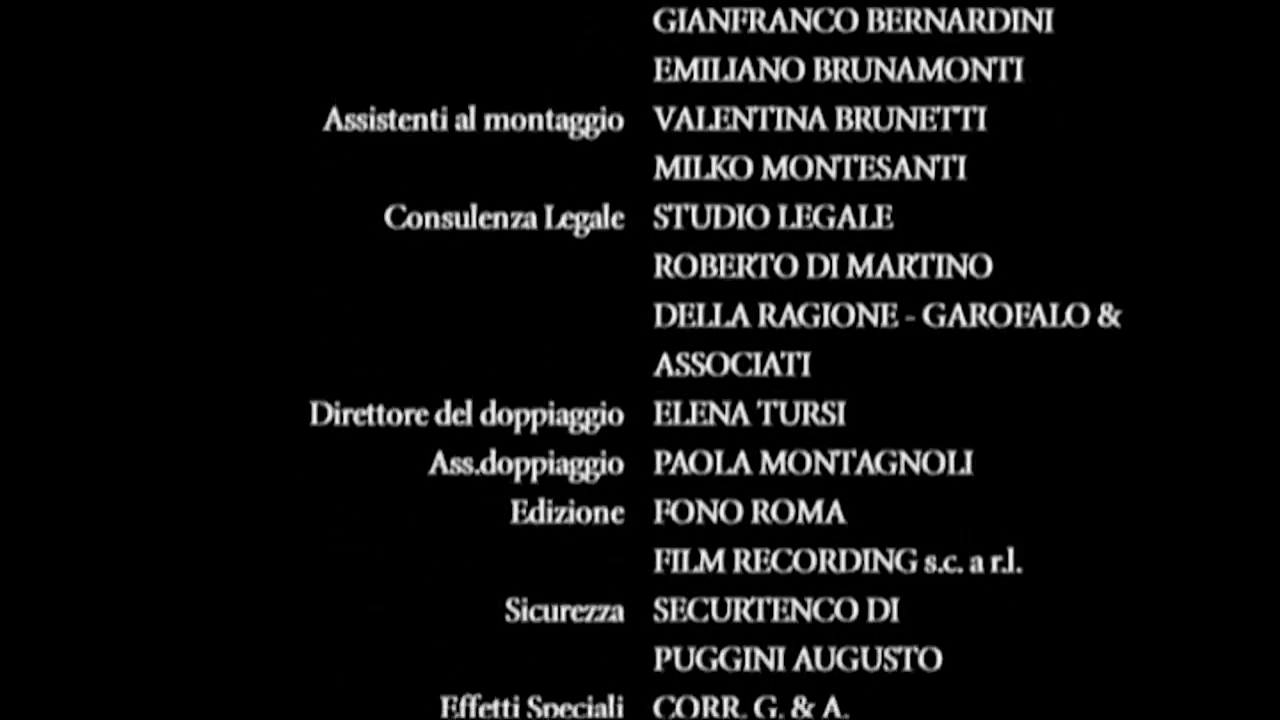 GIANFRANCO BERNARDINI
EMILIANO BRUNAMONTI
Assistenti al montaggio VALENTINA BRUNETTI
MILKO MONTESANTI
Consulenza Legale STUDIO LEGALE
ROBERTO DI MARTINO
DELLA RAGIONE - GAROFALO &
ASSOCIATI
Direttore del doppiaggio ELENA TURSI
Ass.doppiaggio PAOLA MONTAGNOLI
Edizione FONO ROMA
FILM RECORDING s.c. a r.l.
Sicurezza SECURTENCO DI
PUGGINI AUGUSTO
Effetti Speciali CORR. G. & A.